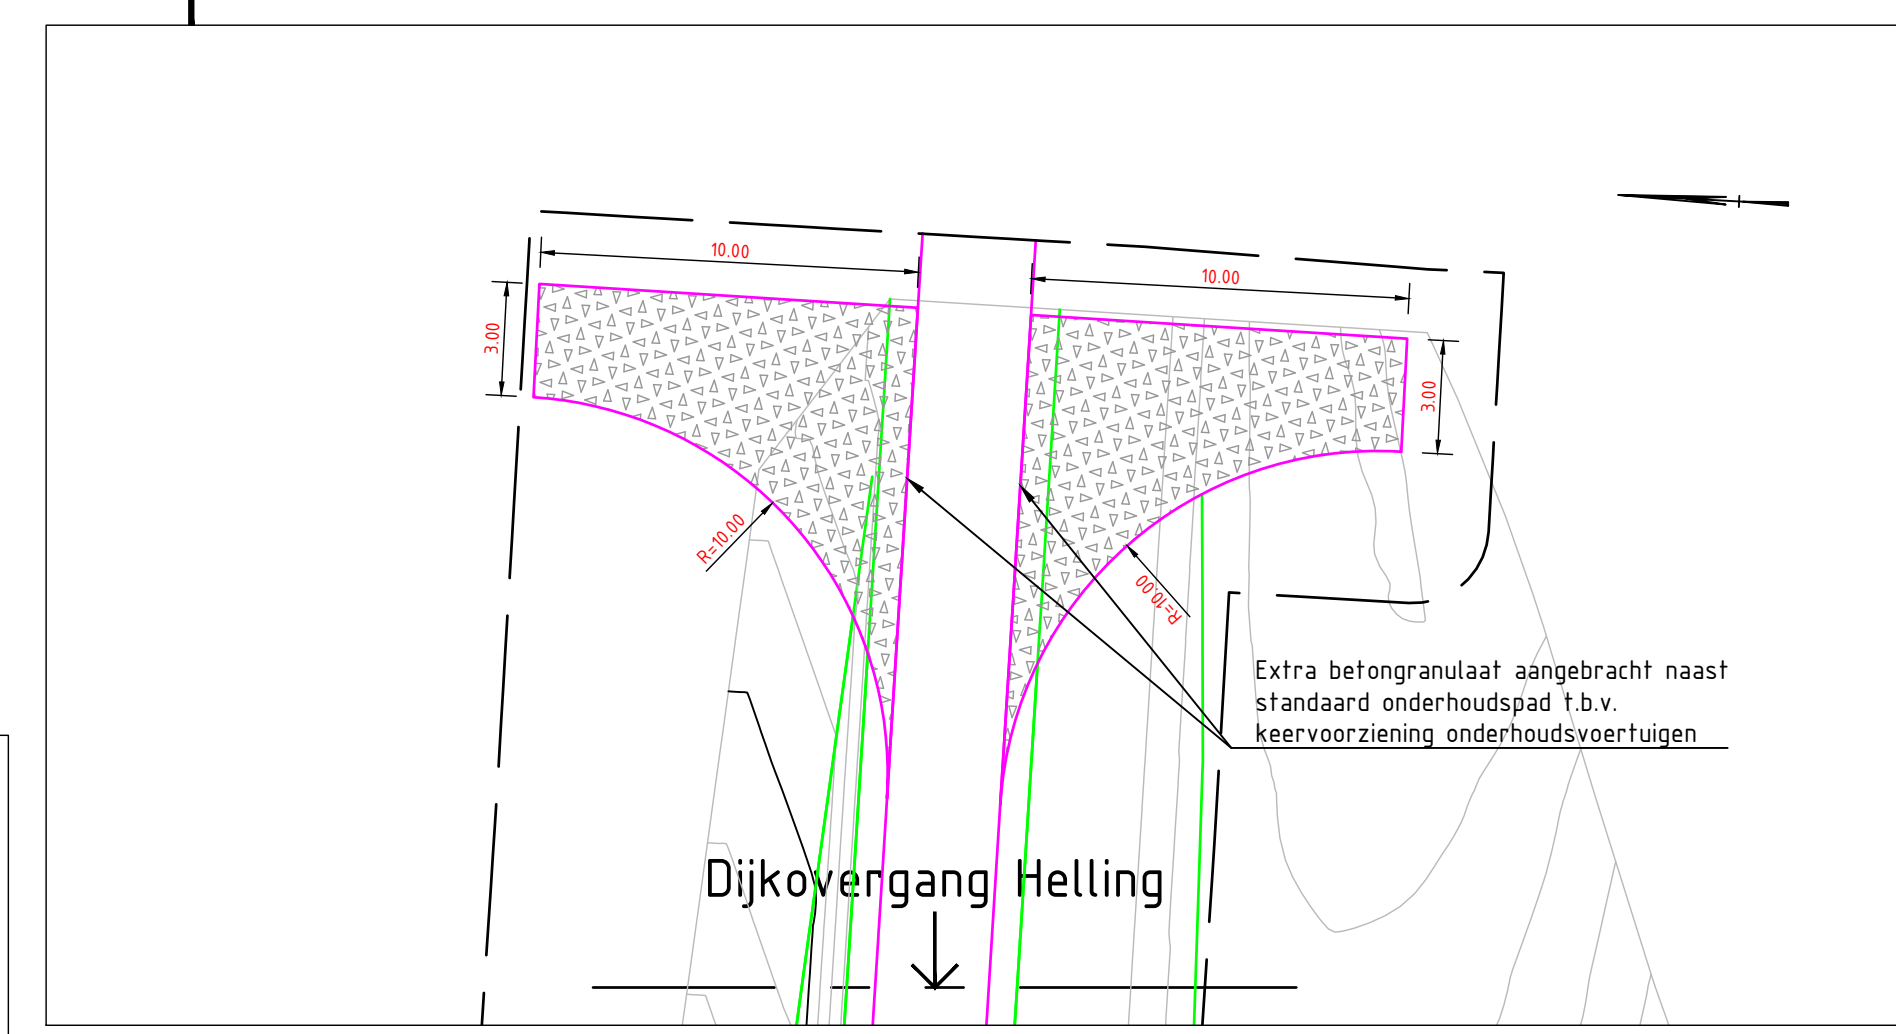 10.00
10.00
3.00
3.00
R=10.00
R=10.00
Extra betongranulaat aangebracht naast
standaard onderhoudspad t.b.v.
keervoorziening onderhoudsvoertuigen
Dijkovergang Helling